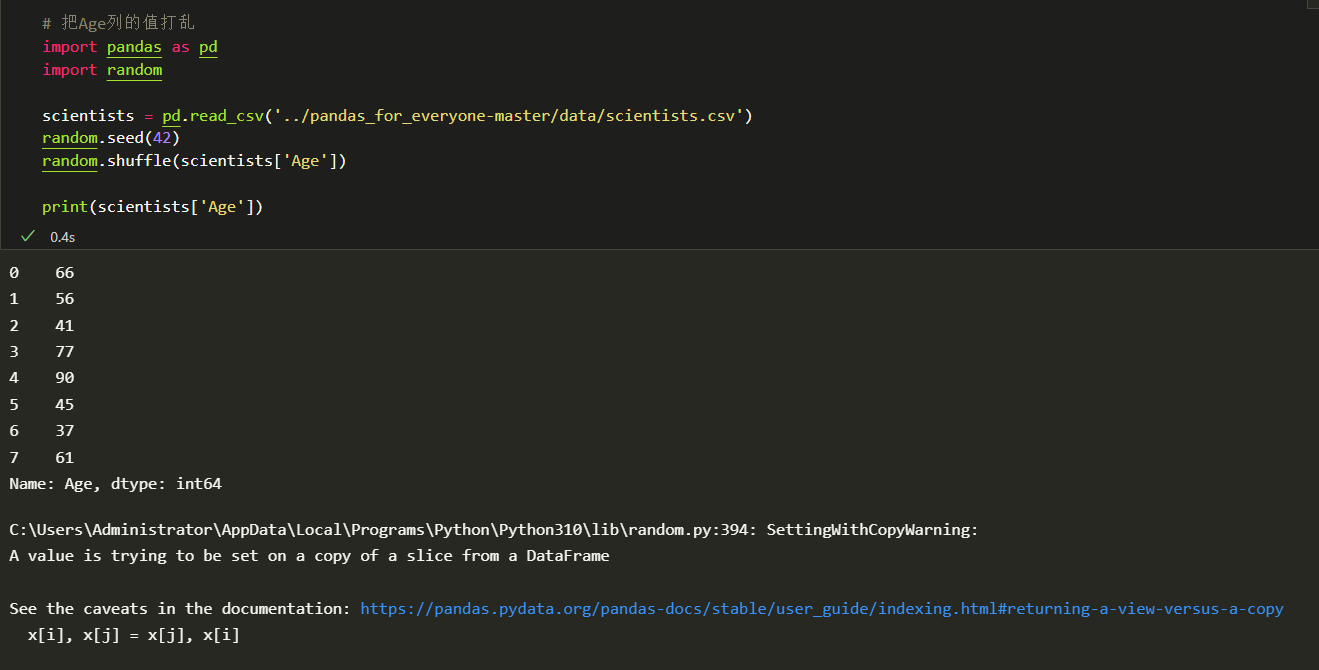 # 把Age列的值打乱
import pandas as pd
import random
scientists = pd.read_csv('../pandas_for_everyone-master/data/scientists.csv')
random.seed(42)
random.shuffle(scientists['Age'])
print(scientists['Age'])
0.4s
0    66
1    56
2    41
3    77
4    90
5    45
6    37
7    61
Name: Age, dtype: int64
C:\Users\Administrator\AppData\Local\Programs\Python\Python310\lib\random.py:394: SettingWithCopyWarning:
A value is trying to be set on a copy of a slice from a DataFrame
See the caveats in the documentation: https://pandas.pydata.org/pandas-docs/stable/user_guide/indexing.html#returning-a-view-versus-a-copy
  x[i], x[j] = x[j], x[i]